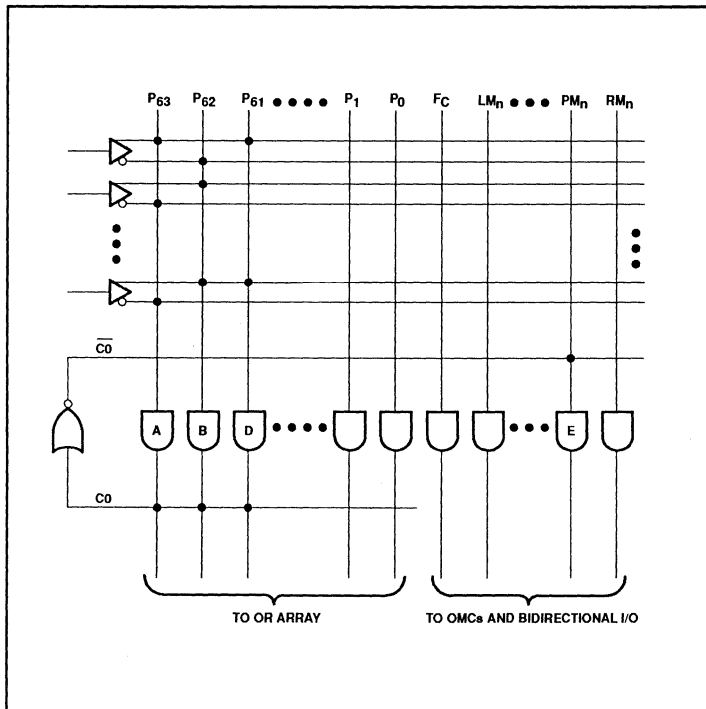 P63 P62 P61 P1 P0 FC LMn PMn RMn
C0
A B D E
C0
TO OR ARRAY TO OMCs AND BIDIRECTIONAL I/O